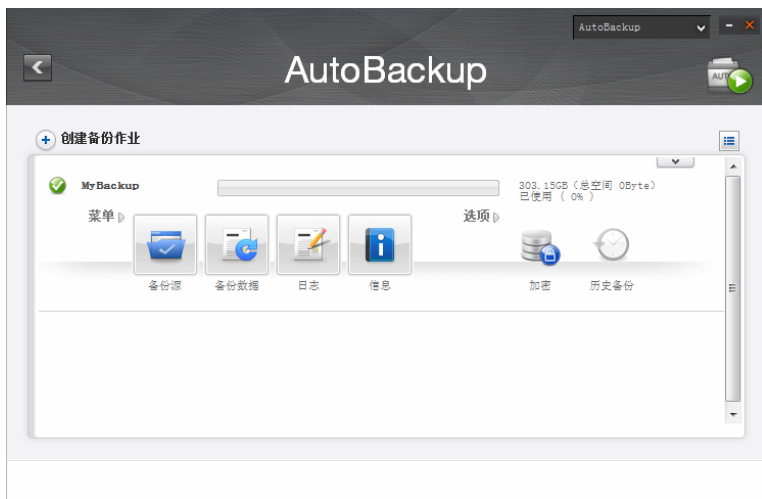 AutoBackup
AutoBackup
AUTO
创建备份作业
MyBackup
303.15GB (总空间 0Byte)
已使用 ( 0% )
菜单
选项
备份源
备份数据
日志
信息
加密
历史备份